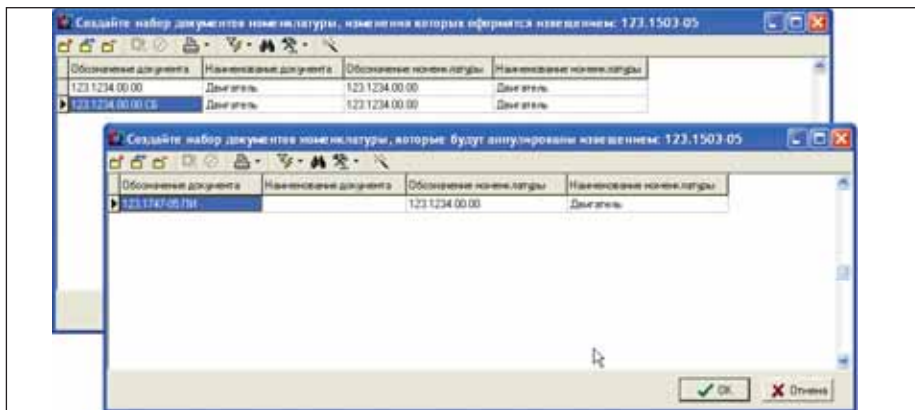 Создайте набор документов номенклатуры, изменения которых оформятся извещением: 123.1503-05
Обозначение документа Наименование документа Обозначение номенклатуры Наименование номенклатуры
123.1234.00.00 Двигатель 123.1234.00.00 Двигатель
123.1234.00.00 СБ Двигатель 123.1234.00.00 Двигатель
Создайте набор документов номенклатуры, которые будут аннулированы извещением: 123.1503-05
Обозначение документа Наименование документа Обозначение номенклатуры Наименование номенклатуры
123.1747-05 ПИ 123.1234.00.00 Двигатель
OK Отмена